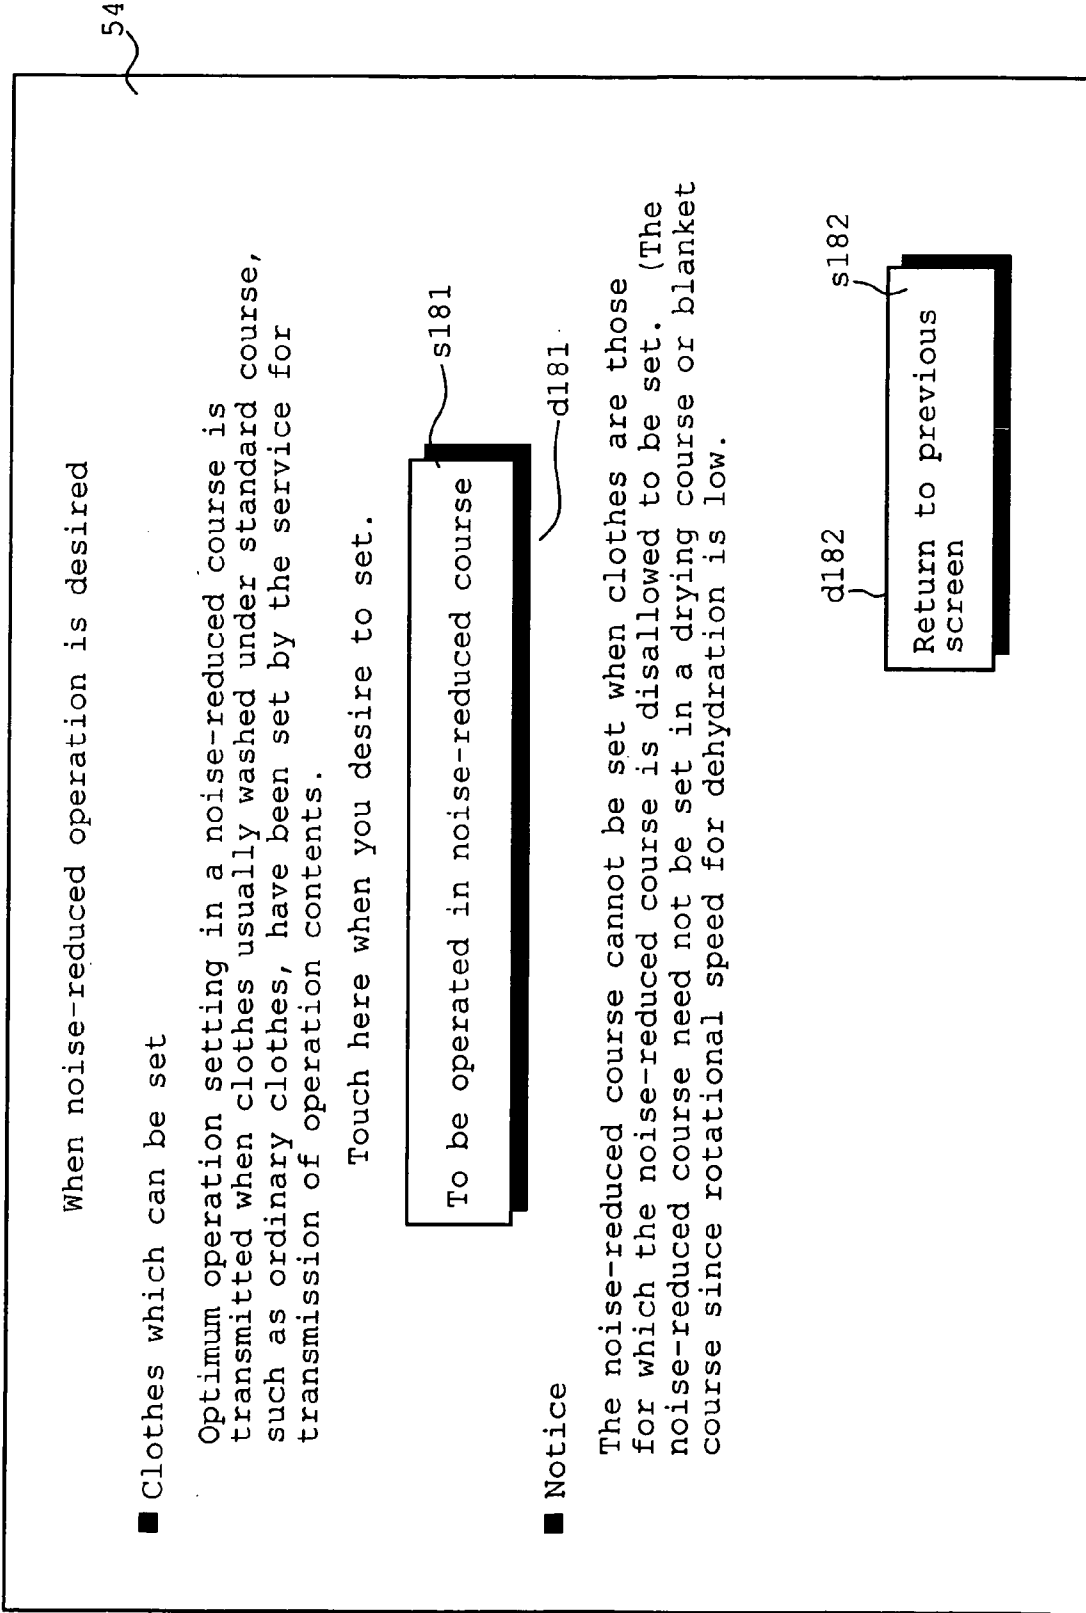 54
When noise-reduced operation is desired
■ Clothes which can be set
Optimum operation setting in a noise-reduced course is
transmitted when clothes usually washed under standard course,
such as ordinary clothes, have been set by the service for
transmission of operation contents.
Touch here when you desire to set.
To be operated in noise-reduced course
s181
d181
■ Notice
The noise-reduced course cannot be set when clothes are those
for which the noise-reduced course is disallowed to be set. (The
noise-reduced course need not be set in a drying course or blanket
course since rotational speed for dehydration is low.
d182
s182
Return to previous
screen